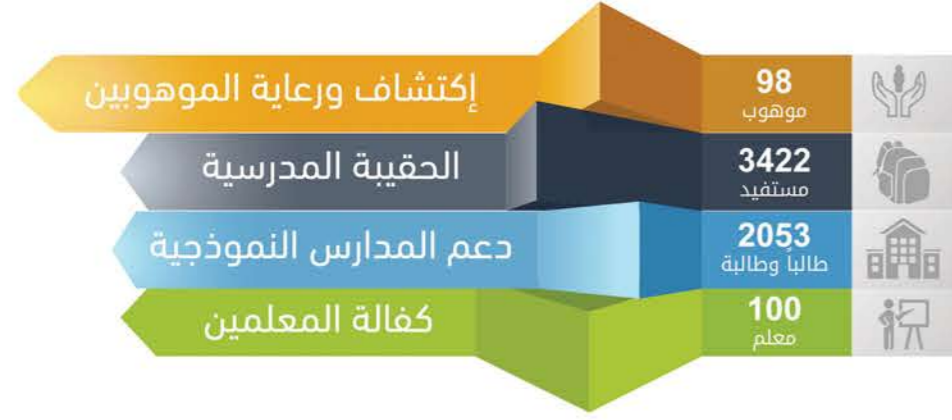 98
موهوب
إكتشاف ورعاية الموهوبين
3422
مستفيد
الحقيبة المدرسية
2053
طالباً وطالبة
دعم المدارس النموذجية
100
معلم
كفالة المعلمين